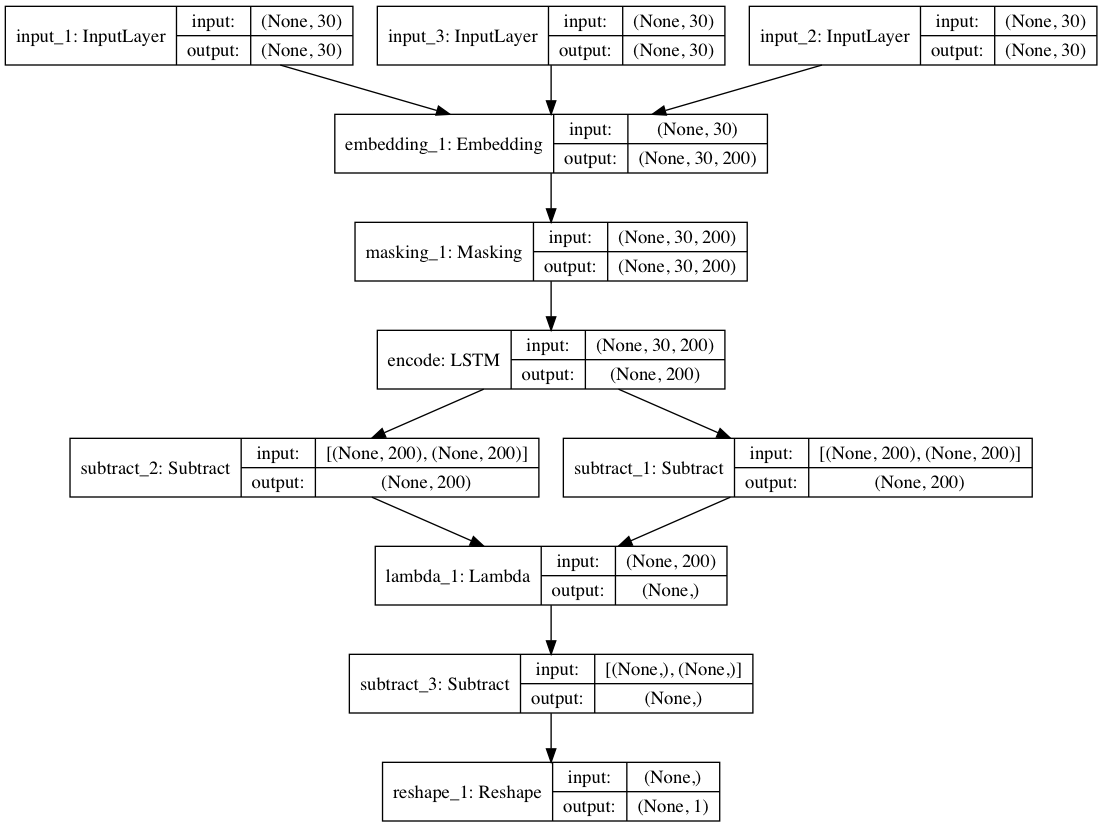 input_1: InputLayer
input: (None, 30)
output: (None, 30)
input_3: InputLayer
input: (None, 30)
output: (None, 30)
input_2: InputLayer
input: (None, 30)
output: (None, 30)
embedding_1: Embedding
input: (None, 30)
output: (None, 30, 200)
masking_1: Masking
input: (None, 30, 200)
output: (None, 30, 200)
encode: LSTM
input: (None, 30, 200)
output: (None, 200)
subtract_2: Subtract
input: [(None, 200), (None, 200)]
output: (None, 200)
subtract_1: Subtract
input: [(None, 200), (None, 200)]
output: (None, 200)
lambda_1: Lambda
input: (None, 200)
output: (None,)
subtract_3: Subtract
input: [(None,), (None,)]
output: (None,)
reshape_1: Reshape
input: (None,)
output: (None, 1)